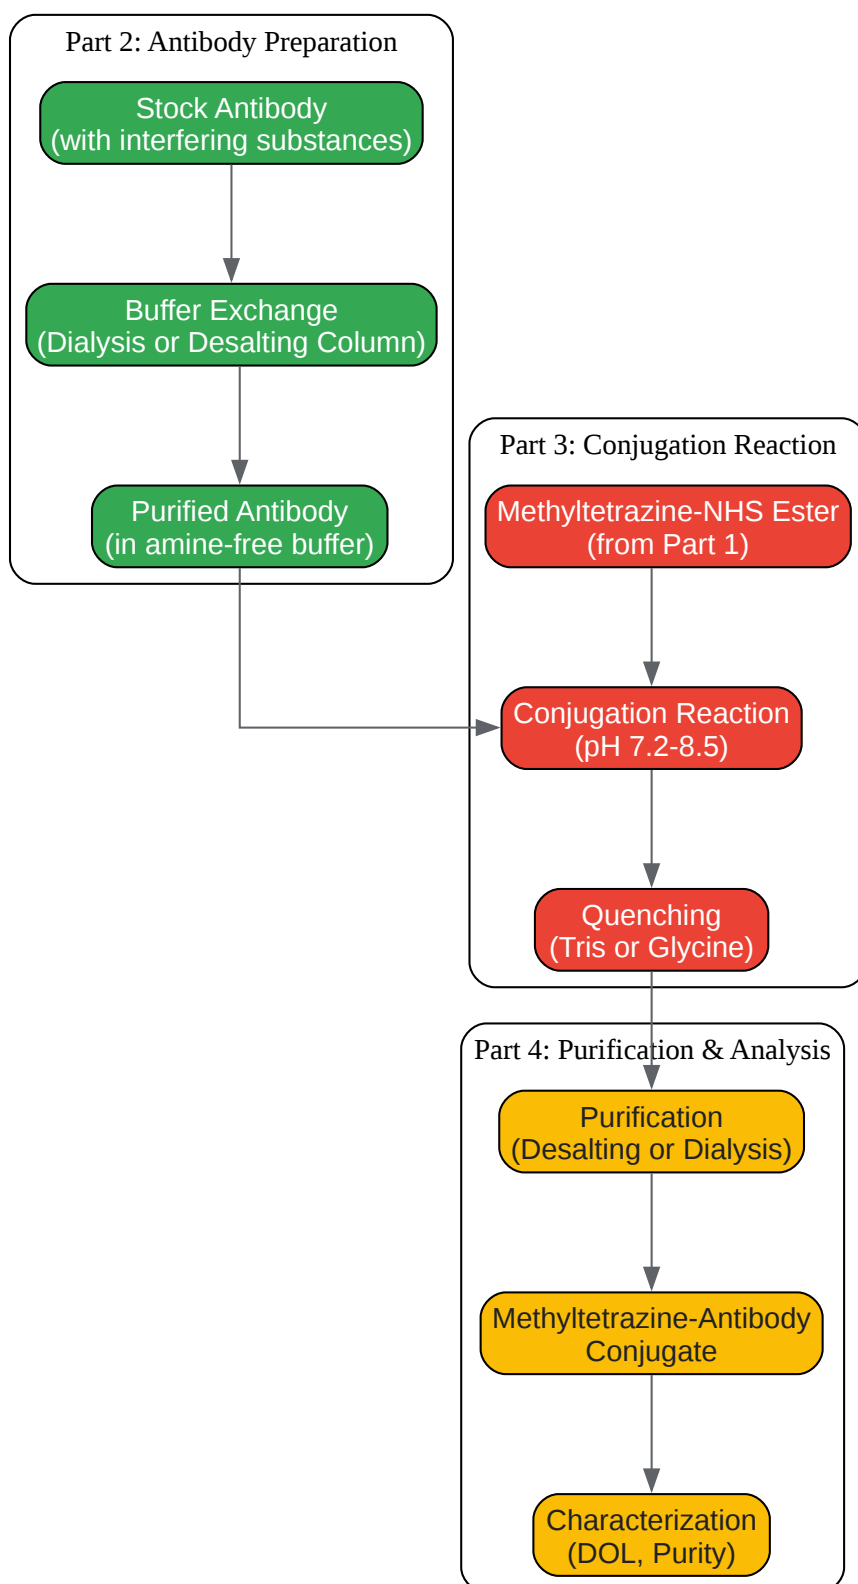 Part 2: Antibody Preparation
Stock Antibody
(with interfering substances)
Buffer Exchange
(Dialysis or Desalting Column)
Purified Antibody
(in amine-free buffer)
Part 3: Conjugation Reaction
Methyltetrazine-NHS Ester
(from Part 1)
Conjugation Reaction
(pH 7.2-8.5)
Quenching
(Tris or Glycine)
Part 4: Purification & Analysis
Purification
(Desalting or Dialysis)
Methyltetrazine-Antibody
Conjugate
Characterization
(DOL, Purity)